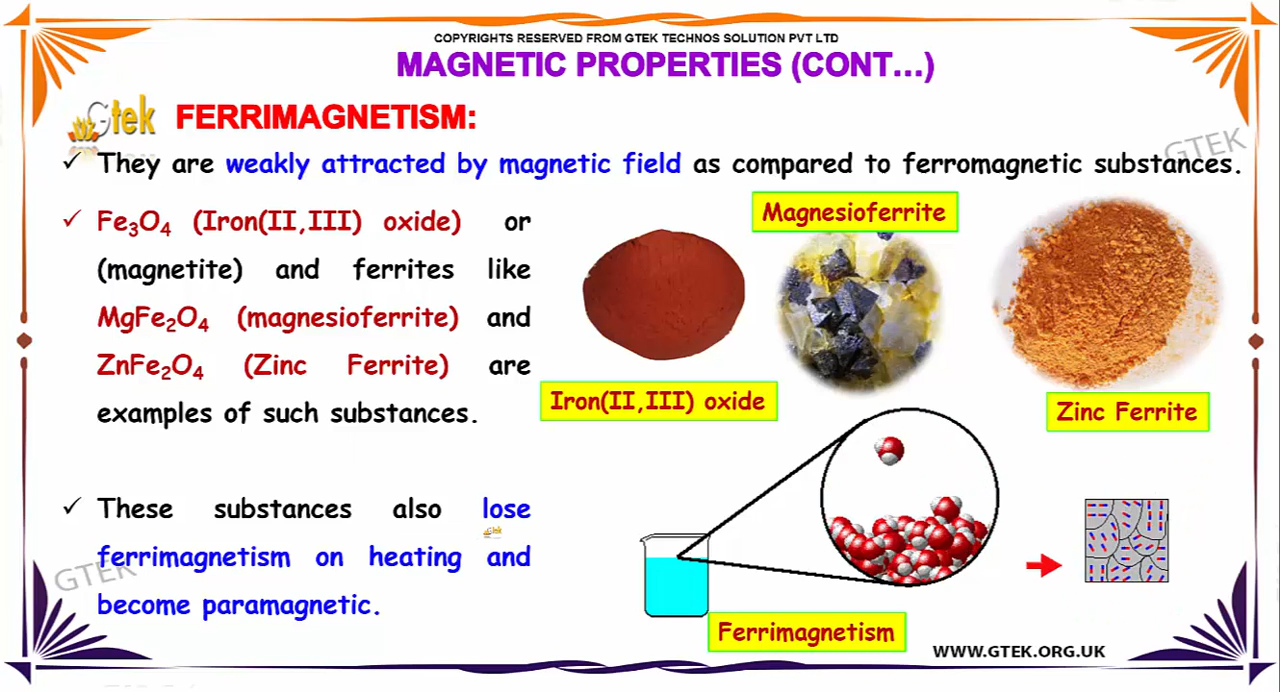 COPYRIGHTS RESERVED FROM GTEK TECHNOS SOLUTION PVT LTD
MAGNETIC PROPERTIES (CONT...)
Gtek
FERRIMAGNETISM:
GTEK
✓ They are weakly attracted by magnetic field as compared to ferromagnetic substances.
✓ Fe₃O₄ (Iron(II,III) oxide) or
(magnetite) and ferrites like
MgFe₂O₄ (magnesioferrite) and
ZnFe₂O₄ (Zinc Ferrite) are
examples of such substances.
Magnesioferrite
Iron(II,III) oxide
Zinc Ferrite
✓ These substances also lose
ferrimagnetism on heating and
become paramagnetic.
Gtek
GTEK
Ferrimagnetism
WWW.GTEK.ORG.UK